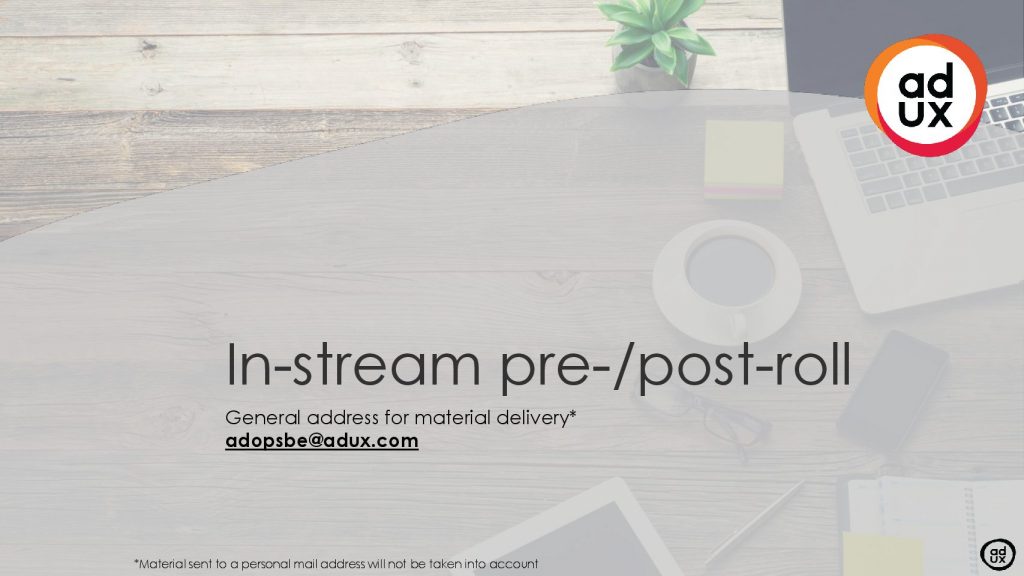 ad
ux
In-stream pre-/post-roll
General address for material delivery*
adopsbe@adux.com
*Material sent to a personal mail address will not be taken into account
ad
ux